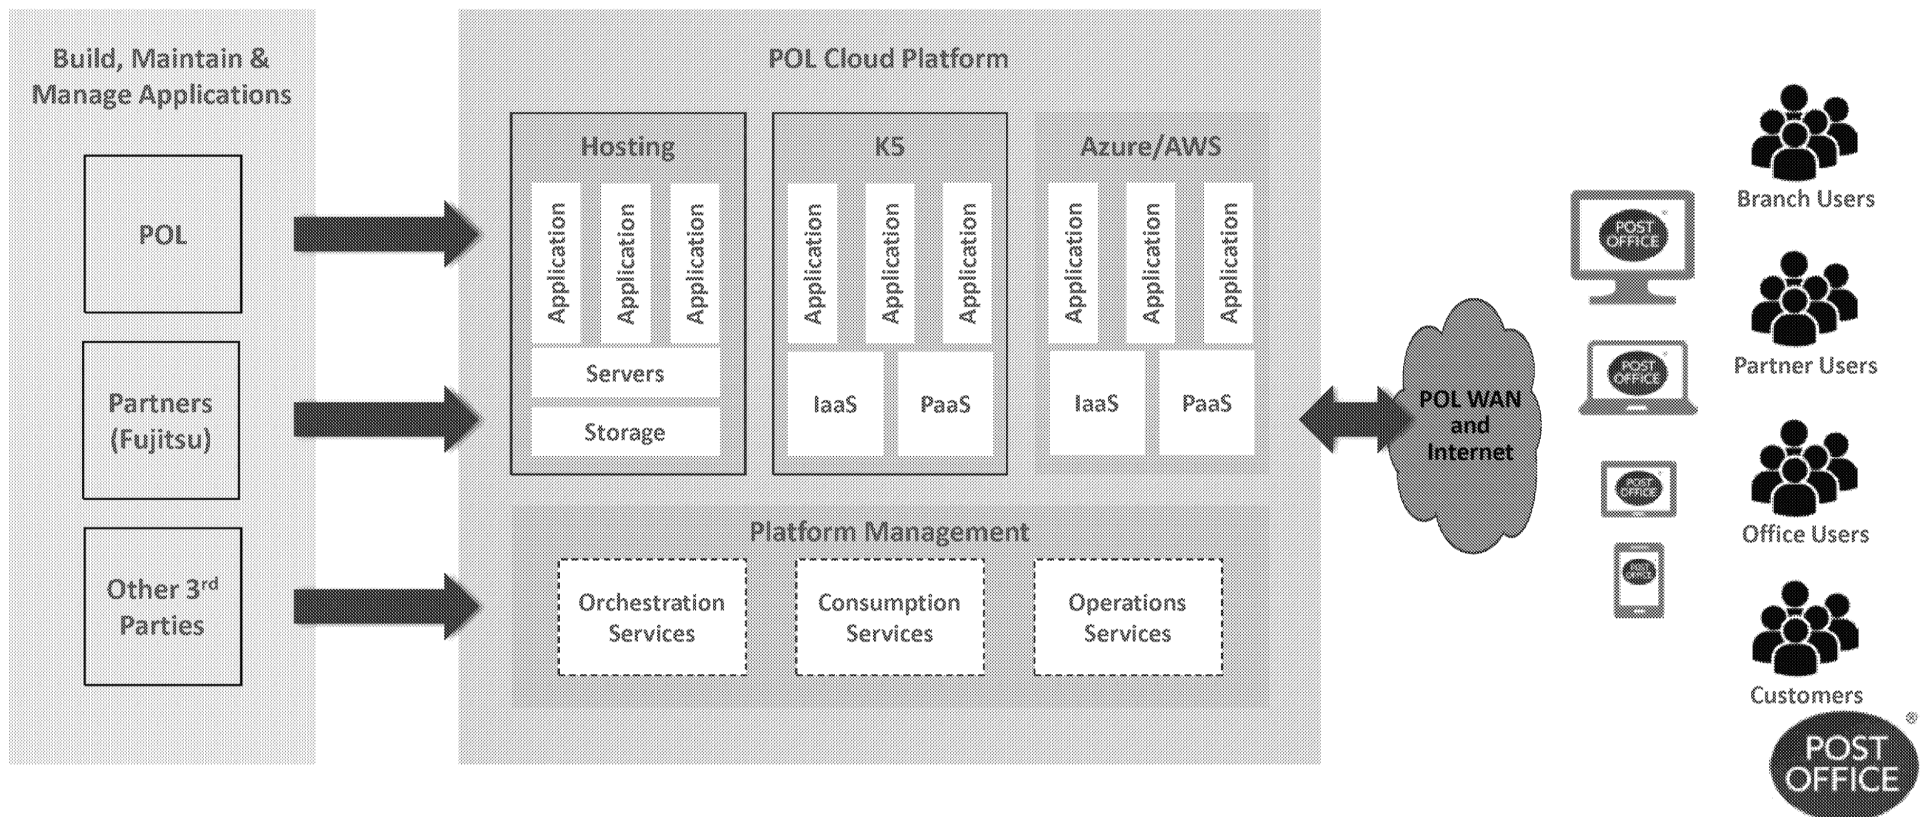 Build, Maintain &
Manage Applications
POL
Partners
(Fujitsu)
Other 3rd
Parties
POL Cloud Platform
Hosting
Application
Application
Application
Servers
Storage
K5
Application
Application
Application
IaaS
PaaS
Azure/AWS
Application
Application
Application
IaaS
PaaS
Platform Management
Orchestration
Services
Consumption
Services
Operations
Services
POL WAN
and
Internet
POST
OFFICE
®
POST
OFFICE
POST
OFFICE
POST
OFFICE
Branch Users
Partner Users
Office Users
Customers
POST
OFFICE
®